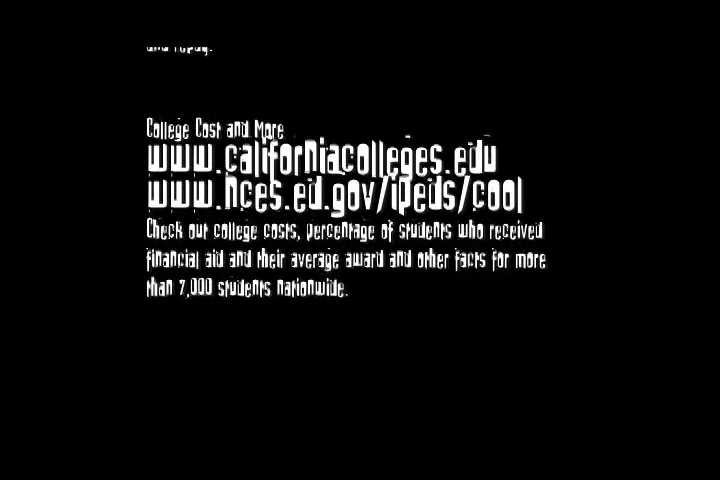 College Cost and More
www.californiacolleges.edu
www.nces.ed.gov/ipeds/cool
Check out college costs, percentage of students who received
financial aid and their average award and other facts for more
than 7,000 students nationwide.